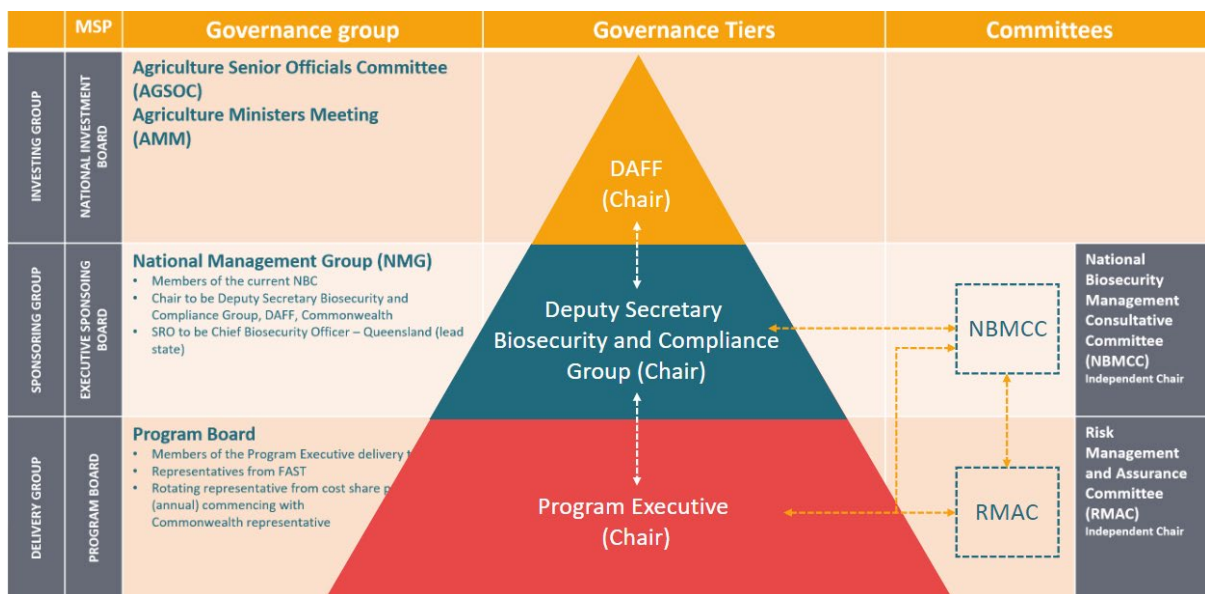 MSP
Governance group
Governance Tiers
Committees
INVESTING GROUP
NATIONAL INVESTMENT
BOARD
Agriculture Senior Officials Committee
(AGSOC)
Agriculture Ministers Meeting
(AMM)
DAFF
(Chair)
SPONSORING GROUP
EXECUTIVE SPONSOING
BOARD
National Management Group (NMG)
• Members of the current NBC
• Chair to be Deputy Secretary Biosecurity and
Compliance Group, DAFF, Commonwealth
• SRO to be Chief Biosecurity Officer – Queensland (lead
state)
Deputy Secretary
Biosecurity and Compliance
Group (Chair)
NBMCC
National
Biosecurity
Management
Consultative
Committee
(NBMCC)
Independent Chair
DELIVERY GROUP
PROGRAM BOARD
Program Board
• Members of the Program Executive delivery
• Representatives from FAST
• Rotating representative from cost share
(annual) commencing with
Commonwealth representative
Program Executive
(Chair)
RMAC
Risk
Management
and Assurance
Committee
(RMAC)
Independent Chair